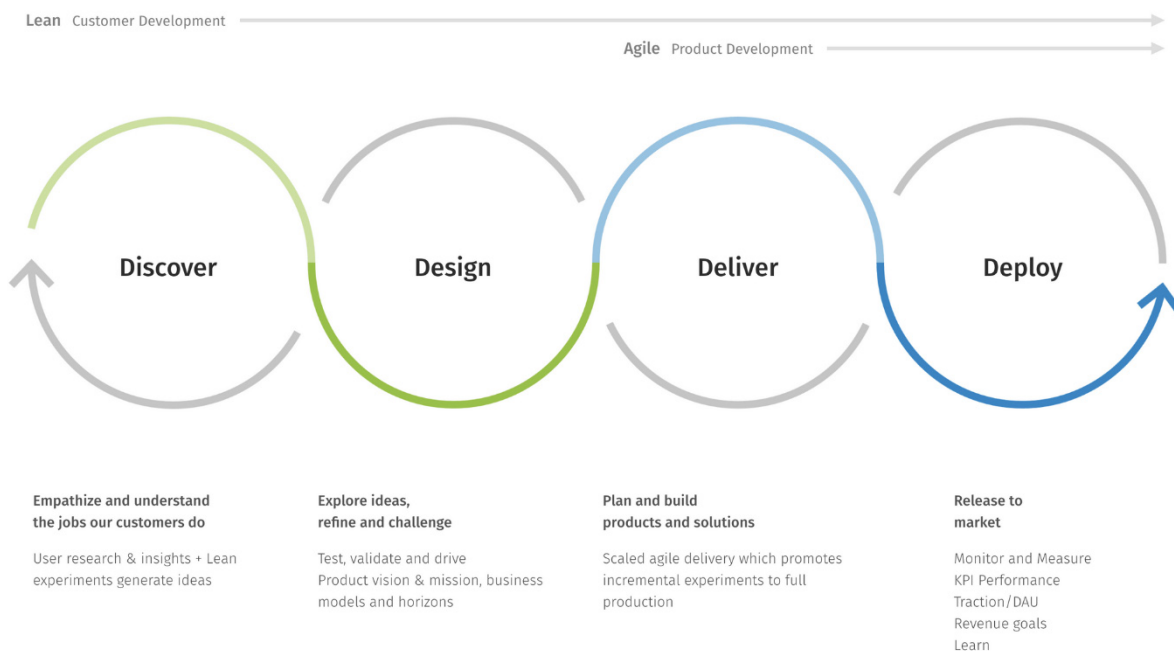 Lean Customer Development
Agile Product Development
Discover
Design
Deliver
Deploy
Empathize and understand
the jobs our customers do
User research & insights + Lean
experiments generate ideas
Explore ideas,
refine and challenge
Test, validate and drive
Product vision & mission, business
models and horizons
Plan and build
products and solutions
Scaled agile delivery which promotes
incremental experiments to full
production
Release to
market
Monitor and Measure
KPI Performance
Traction/DAU
Revenue goals
Learn